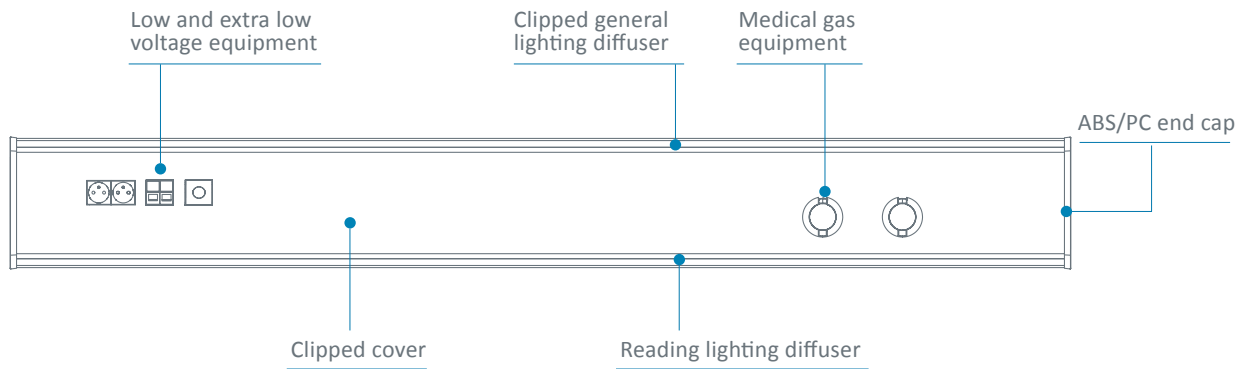 Low and extra low
voltage equipment
Clipped general
lighting diffuser
Medical gas
equipment
ABS/PC end cap
Clipped cover
Reading lighting diffuser